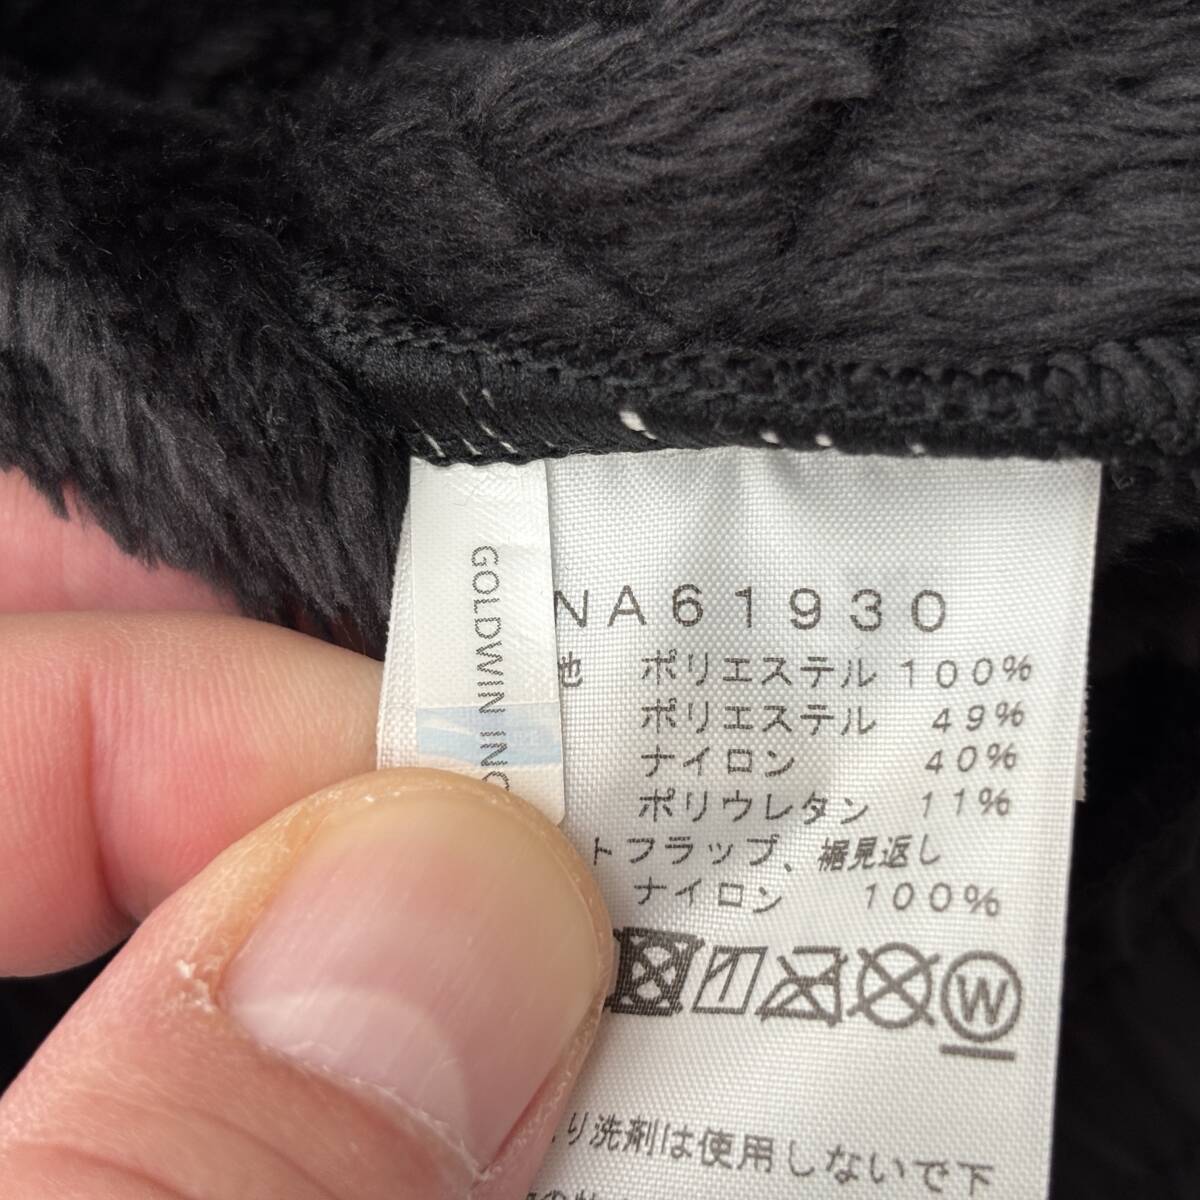 GOLDWIN INC
NA61930
地 ポリエステル 100%
ポリエステル 49%
ナイロン 40%
ポリウレタン 11%
トフラップ、裾見返し
ナイロン 100%
W
り洗剤は使用しないで下